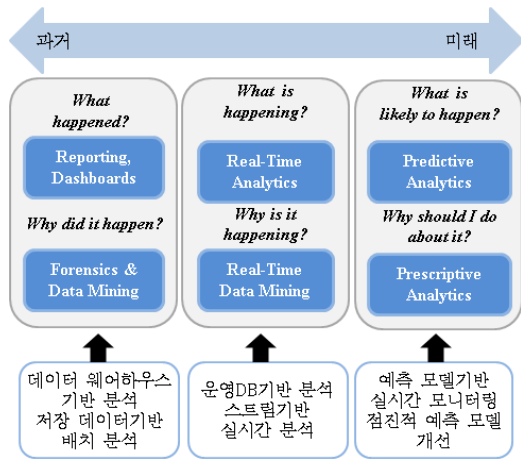 과거
미래
What
happened?
Reporting,
Dashboards
Why did it happen?
Forensics &
Data Mining
What is
happening?
Real-Time
Analytics
Why is it
happening?
Real-Time
Data Mining
What is
likely to happen?
Predictive
Analytics
Why should I do
about it?
Prescriptive
Analytics
데이터 웨어하우스
기반 분석
저장 데이터기반
배치 분석
운영DB기반 분석
스트림기반
실시간 분석
예측 모델기반
실시간 모니터링
점진적 예측 모델
개선